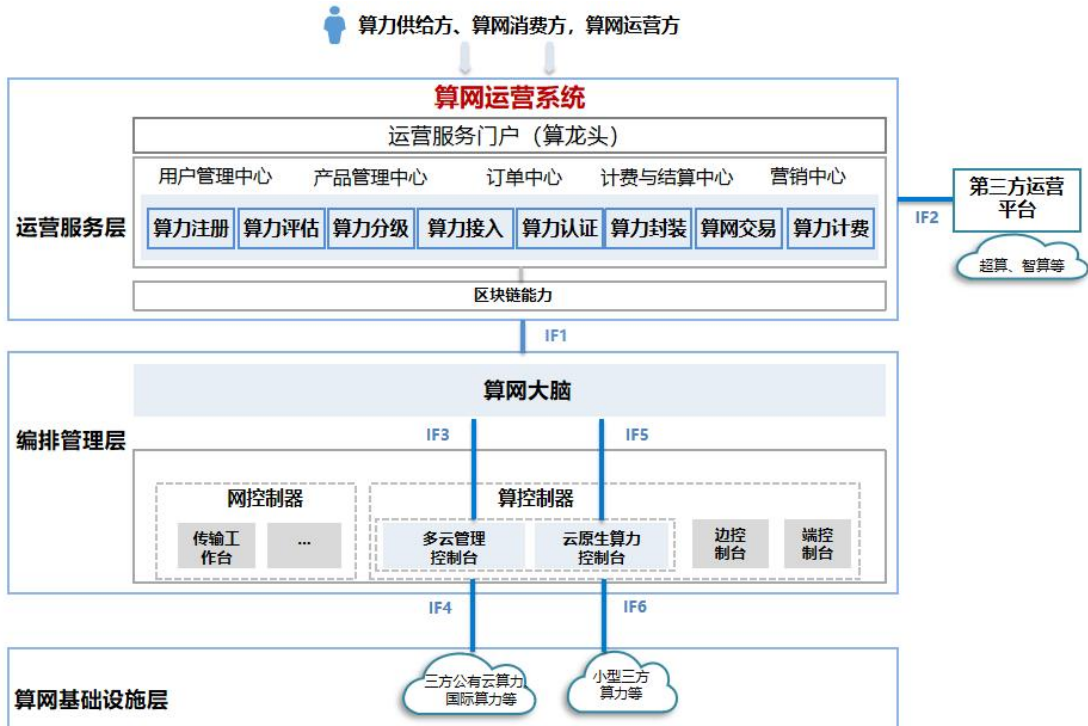 算力供给方、算网消费方，算网运营方
算网运营系统
运营服务门户（算龙头）
用户管理中心 产品管理中心 订单中心 计费与结算中心 营销中心
运营服务层
算力注册 算力评估 算力分级 算力接入 算力认证 算力封装 算网交易 算力计费
IF2
第三方运营
平台
超算、智算等
区块链能力
IF1
算网大脑
编排管理层
IF3 IF5
网控制器 算控制器
传输工
作台
...
多云管理
控制台
云原生算力
控制台
边控
制台
端控
制台
IF4 IF6
算网基础设施层
三方公有云算力,
国际算力等
小型三方
算力等